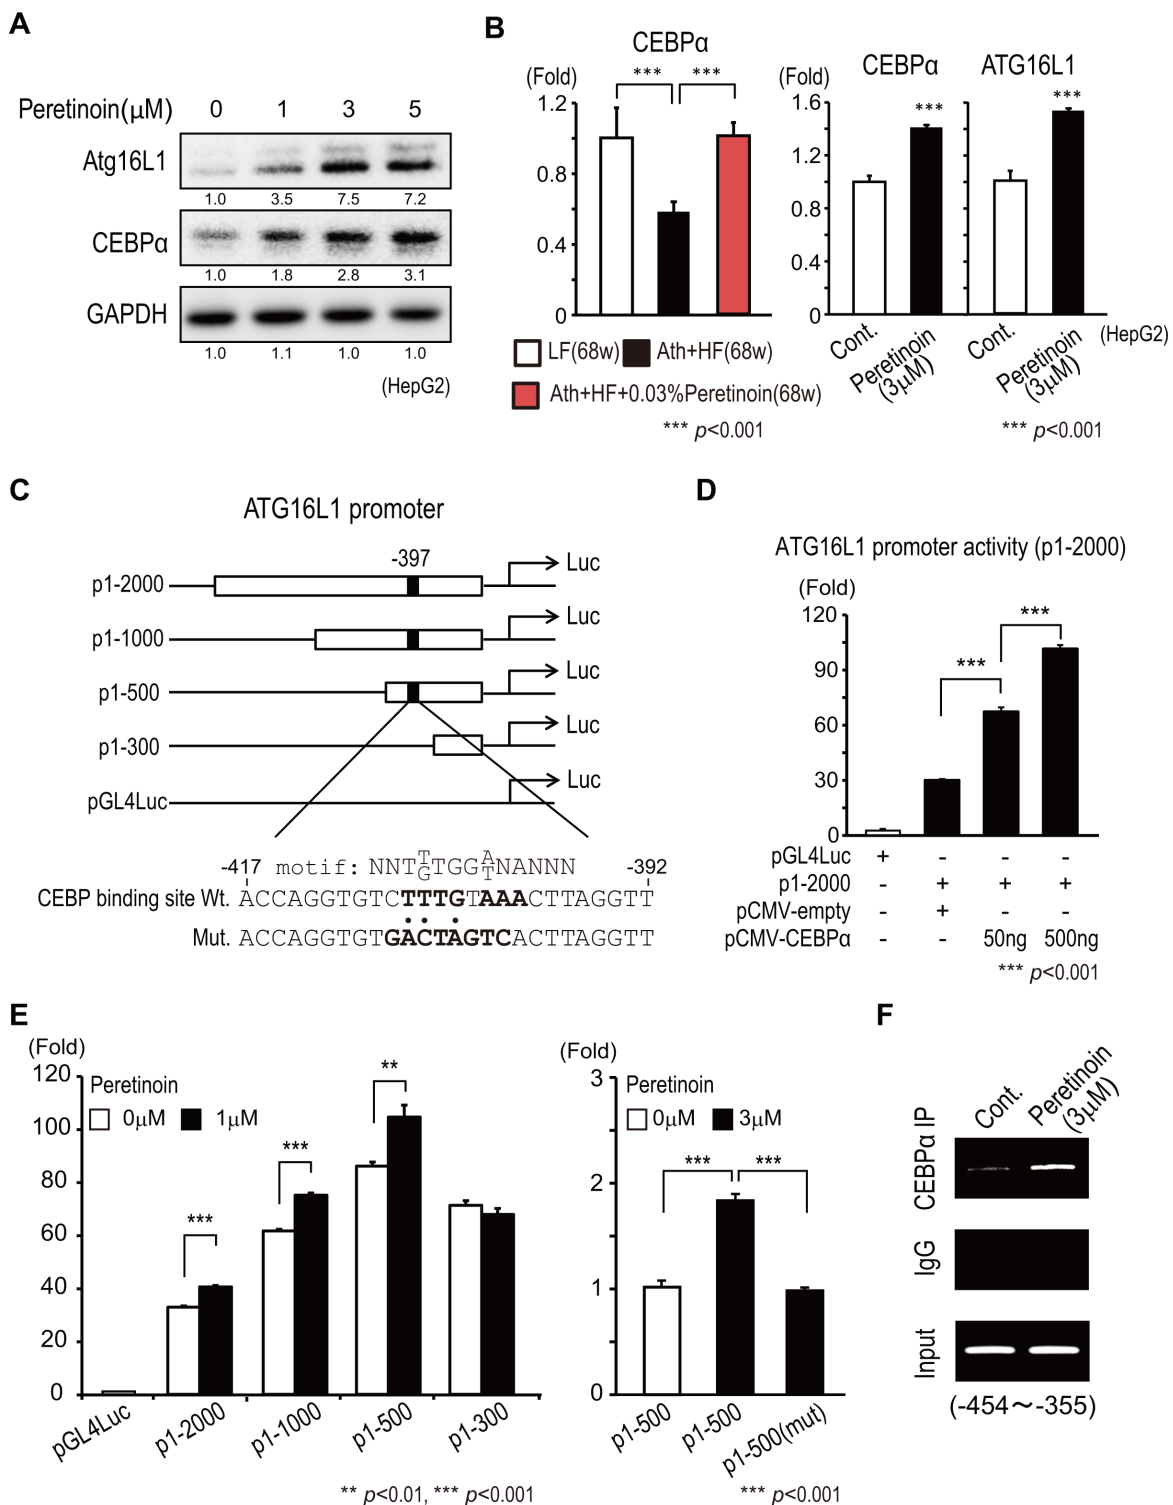 A
Peretinoin(μM) 0 1 3 5
Atg16L1
1.0 3.5 7.5 7.2
CEBPα
1.0 1.8 2.8 3.1
GAPDH
1.0 1.1 1.0 1.0
(HepG2)
B
CEBPα
(Fold)
*** ***
1.2
0.8
0.4
0
LF(68w) Ath+HF(68w)
Ath+HF+0.03%Peretinoin(68w)
*** p<0.001
(Fold)
CEBPα ATG16L1
*** ***
1.6
1.2
0.8
0.4
0
Cont. Peretinoin (3μM) Cont. Peretinoin (3μM)
(HepG2)
*** p<0.001
C
ATG16L1 promoter
-397
p1-2000 Luc
p1-1000 Luc
p1-500 Luc
p1-300 Luc
pGL4Luc Luc
-417 motif: NNTT/GTGGA/TNANNN -392
CEBP binding site Wt. ACCAGGTGTCTTTGTAAACTTAGGTT
Mut. ACCAGGTGTGACTAGTCACTTAGGTT
D
ATG16L1 promoter activity (p1-2000)
(Fold)
120
90
60
30
0
*** ***
pGL4Luc + - - -
p1-2000 - + + +
pCMV-empty - + - -
pCMV-CEBPα - - 50ng 500ng
*** p<0.001
E
(Fold)
120
100
80
60
40
20
0
Peretinoin
0μM 1μM
*** *** **
pGL4Luc p1-2000 p1-1000 p1-500 p1-300
** p<0.01, *** p<0.001
(Fold)
3
2
1
0
Peretinoin
0μM 3μM
*** ***
p1-500 p1-500 p1-500(mut)
*** p<0.001
F
Cont. Peretinoin (3μM)
CEBPα IP
IgG
Input
(-454～-355)